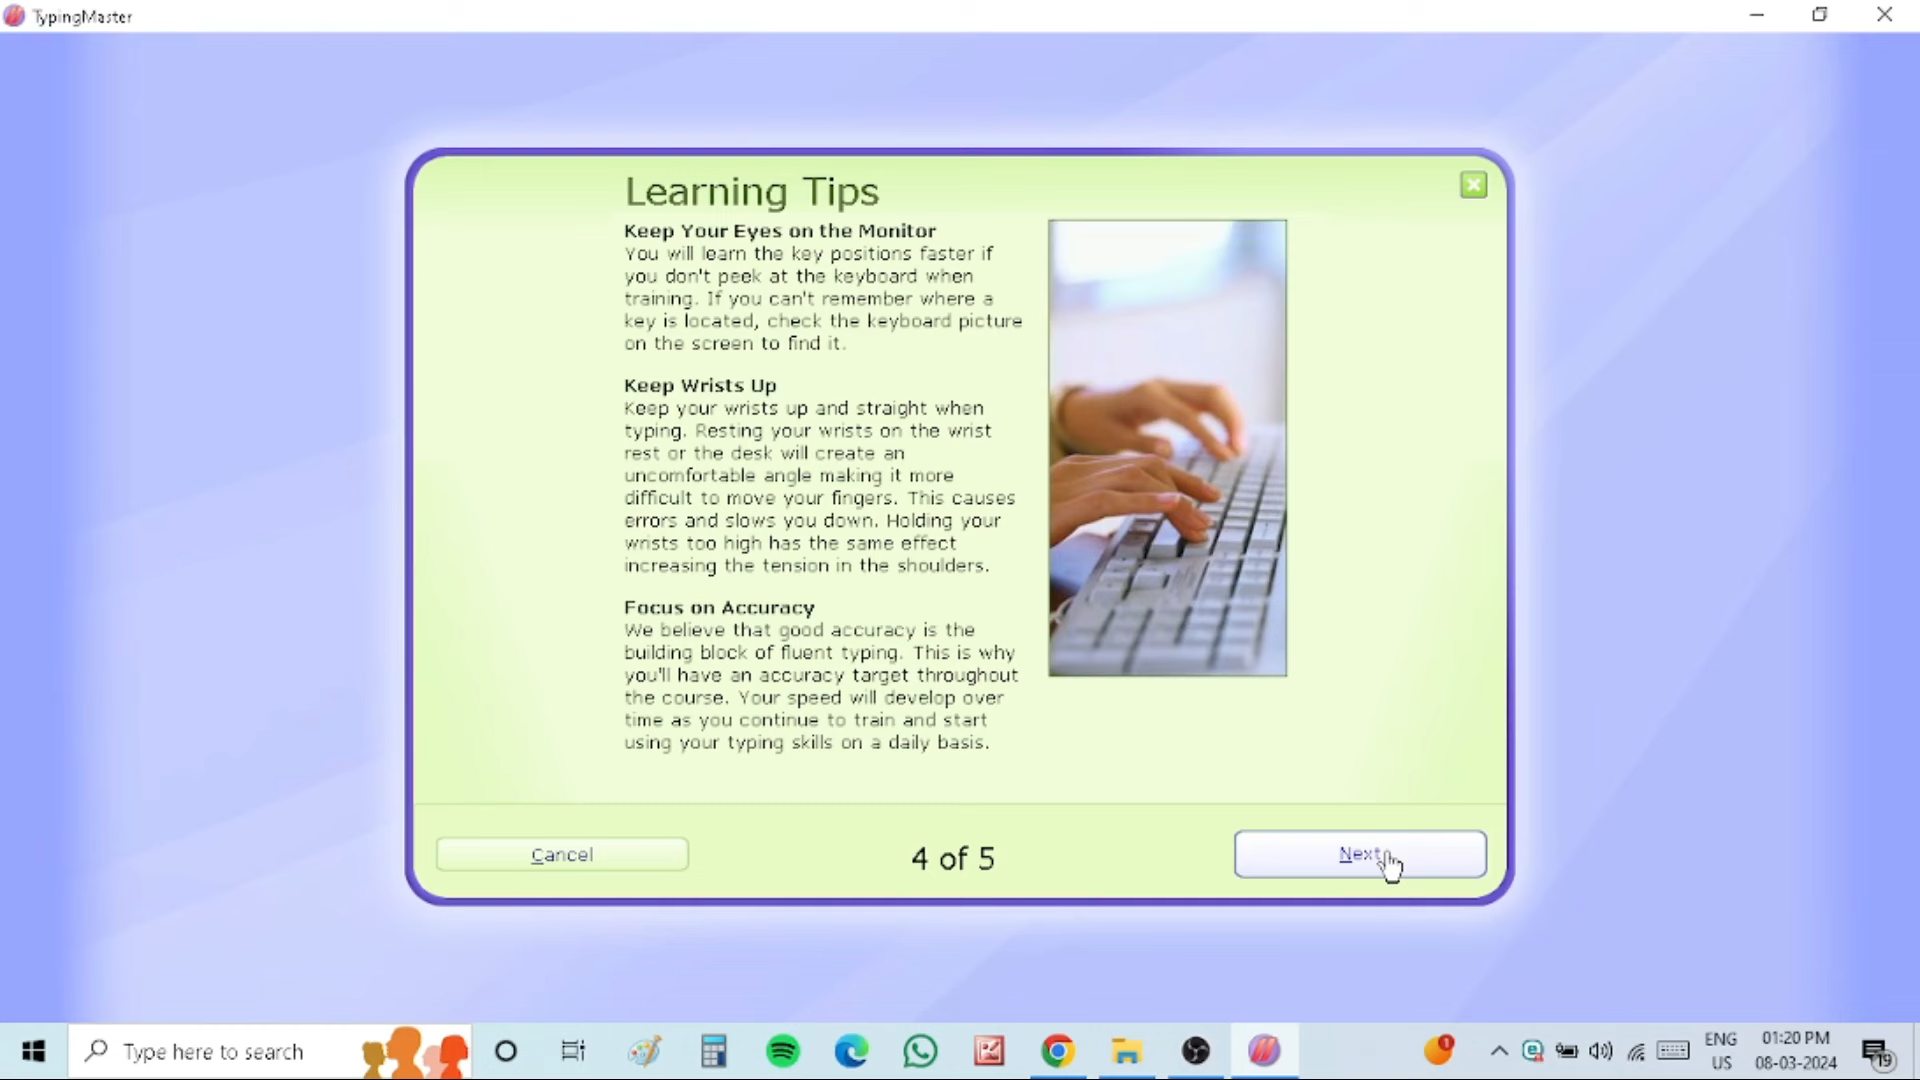 TypingMaster
Learning Tips
Keep Your Eyes on the Monitor
You will learn the key positions faster if
you don't peek at the keyboard when
training. If you can't remember where a
key is located, check the keyboard picture
on the screen to find it.
Keep Wrists Up
Keep your wrists up and straight when
typing. Resting your wrists on the wrist
rest or the desk will create an
uncomfortable angle making it more
difficult to move your fingers. This causes
errors and slows you down. Holding your
wrists too high has the same effect
increasing the tension in the shoulders.
Focus on Accuracy
We believe that good accuracy is the
building block of fluent typing. This is why
you'll have an accuracy target throughout
the course. Your speed will develop over
time as you continue to train and start
using your typing skills on a daily basis.
Cancel
4 of 5
Next
Type here to search
1
ENG
US
01:20 PM
08-03-2024
19